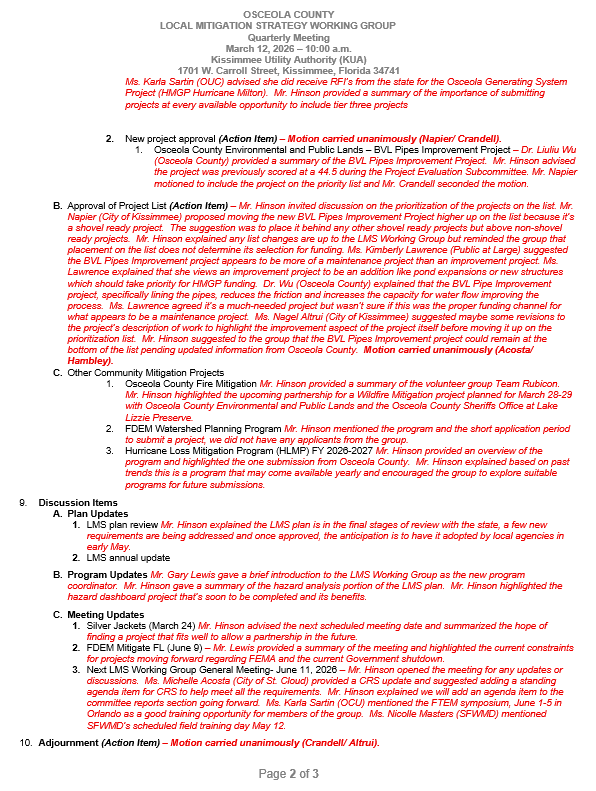 OSCEOLA COUNTY
LOCAL MITIGATION STRATEGY WORKING GROUP
Quarterly Meeting
March 12, 2026 – 10:00 a.m.
Kissimmee Utility Authority (KUA)
1701 W. Carroll Street, Kissimmee, Florida 34741
Ms. Karla Sartin (OUC) advised she did receive RFI's from the state for the Osceola Generating System
Project (HMGP Hurricane Milton). Mr. Hinson provided a summary of the importance of submitting
projects at every available opportunity to include tier three projects
2. New project approval (Action Item) – Motion carried unanimously (Napier/ Crandell).
1. Osceola County Environmental and Public Lands – BVL Pipes Improvement Project – Dr. Liuliu Wu
(Osceola County) provided a summary of the BVL Pipes Improvement Project. Mr. Hinson advised
the project was previously scored at a 44.5 during the Project Evaluation Subcommittee. Mr. Napier
motioned to include the project on the priority list and Mr. Crandell seconded the motion.
B. Approval of Project List (Action Item) – Mr. Hinson invited discussion on the prioritization of the projects on the list. Mr.
Napier (City of Kissimmee) proposed moving the new BVL Pipes Improvement Project higher up on the list because it's
a shovel ready project. The suggestion was to place it behind any other shovel ready projects but above non-shovel
ready projects. Mr. Hinson explained any list changes are up to the LMS Working Group but reminded the group that
placement on the list does not determine its selection for funding. Ms. Kimberly Lawrence (Public at Large) suggested
the BVL Pipes Improvement Project appears to be more of a maintenance project than an improvement project. Ms.
Lawrence explained that she views an improvement project to be an addition like pond expansions or new structures
which should take priority for HMGP funding. Dr. Wu (Osceola County) explained that the BVL Pipe Improvement
project, specifically lining the pipes, reduces the friction and increases the capacity for water flow improving the
process. Ms. Lawrence agreed it's a much-needed project but wasn't sure if this was the proper funding channel for
what appears to be a maintenance project. Ms. Nagel Altrui (City of Kissimmee) suggested maybe some revisions to
the project's description of work to highlight the improvement aspect of the project itself before moving it up on the
prioritization list. Mr. Hinson suggested to the group that the BVL Pipes Improvement project could remain at the
bottom of the list pending updated information from Osceola County. Motion carried unanimously (Acosta/
Hambley).
C. Other Community Mitigation Projects
1. Osceola County Fire Mitigation Mr. Hinson provided a summary of the volunteer group Team Rubicon.
Mr. Hinson highlighted the upcoming partnership for a Wildfire Mitigation project planned for March 28-29
with Osceola County Environmental and Public Lands and the Osceola County Sheriffs Office at Lake
Lizzie Preserve.
2. FDEM Watershed Planning Program Mr. Hinson mentioned the program and the short application period
to submit a project, we did not have any applicants from the group.
3. Hurricane Loss Mitigation Program (HLMP) FY 2026-2027 Mr. Hinson provided an overview of the
program and highlighted the one submission from Osceola County. Mr. Hinson explained based on past
trends this is a program that may come available yearly and encouraged the group to explore suitable
programs for future submissions.
9. Discussion Items
A. Plan Updates
1. LMS plan review Mr. Hinson explained the LMS plan is in the final stages of review with the state, a few new
requirements are being addressed and once approved, the anticipation is to have it adopted by local agencies in
early May.
2. LMS annual update
B. Program Updates Mr. Gary Lewis gave a brief introduction to the LMS Working Group as the new program
coordinator. Mr. Hinson gave a summary of the hazard analysis portion of the LMS plan. Mr. Hinson highlighted the
hazard dashboard project that's soon to be completed and its benefits.
C. Meeting Updates
1. Silver Jackets (March 24) Mr. Hinson advised the next scheduled meeting date and summarized the hope of
finding a project that fits well to allow a partnership in the future.
2. FDEM Mitigate FL (June 9) – Mr. Lewis provided a summary of the meeting and highlighted the current constraints
for projects moving forward regarding FEMA and the current Government shutdown.
3. Next LMS Working Group General Meeting- June 11, 2026 – Mr. Hinson opened the meeting for any updates or
discussions. Ms. Michelle Acosta (City of St. Cloud) provided a CRS update and suggested adding a standing
agenda item for CRS to help meet all the requirements. Mr. Hinson explained we will add an agenda item to the
committee reports section going forward. Ms. Karla Sartin (OCU) mentioned the FTEM symposium, June 1-5 in
Orlando as a good training opportunity for members of the group. Ms. Nicolle Masters (SFWMD) mentioned
SFWMD's scheduled field training day May 12.
10. Adjournment (Action Item) – Motion carried unanimously (Crandell/ Altrui).
Page 2 of 3